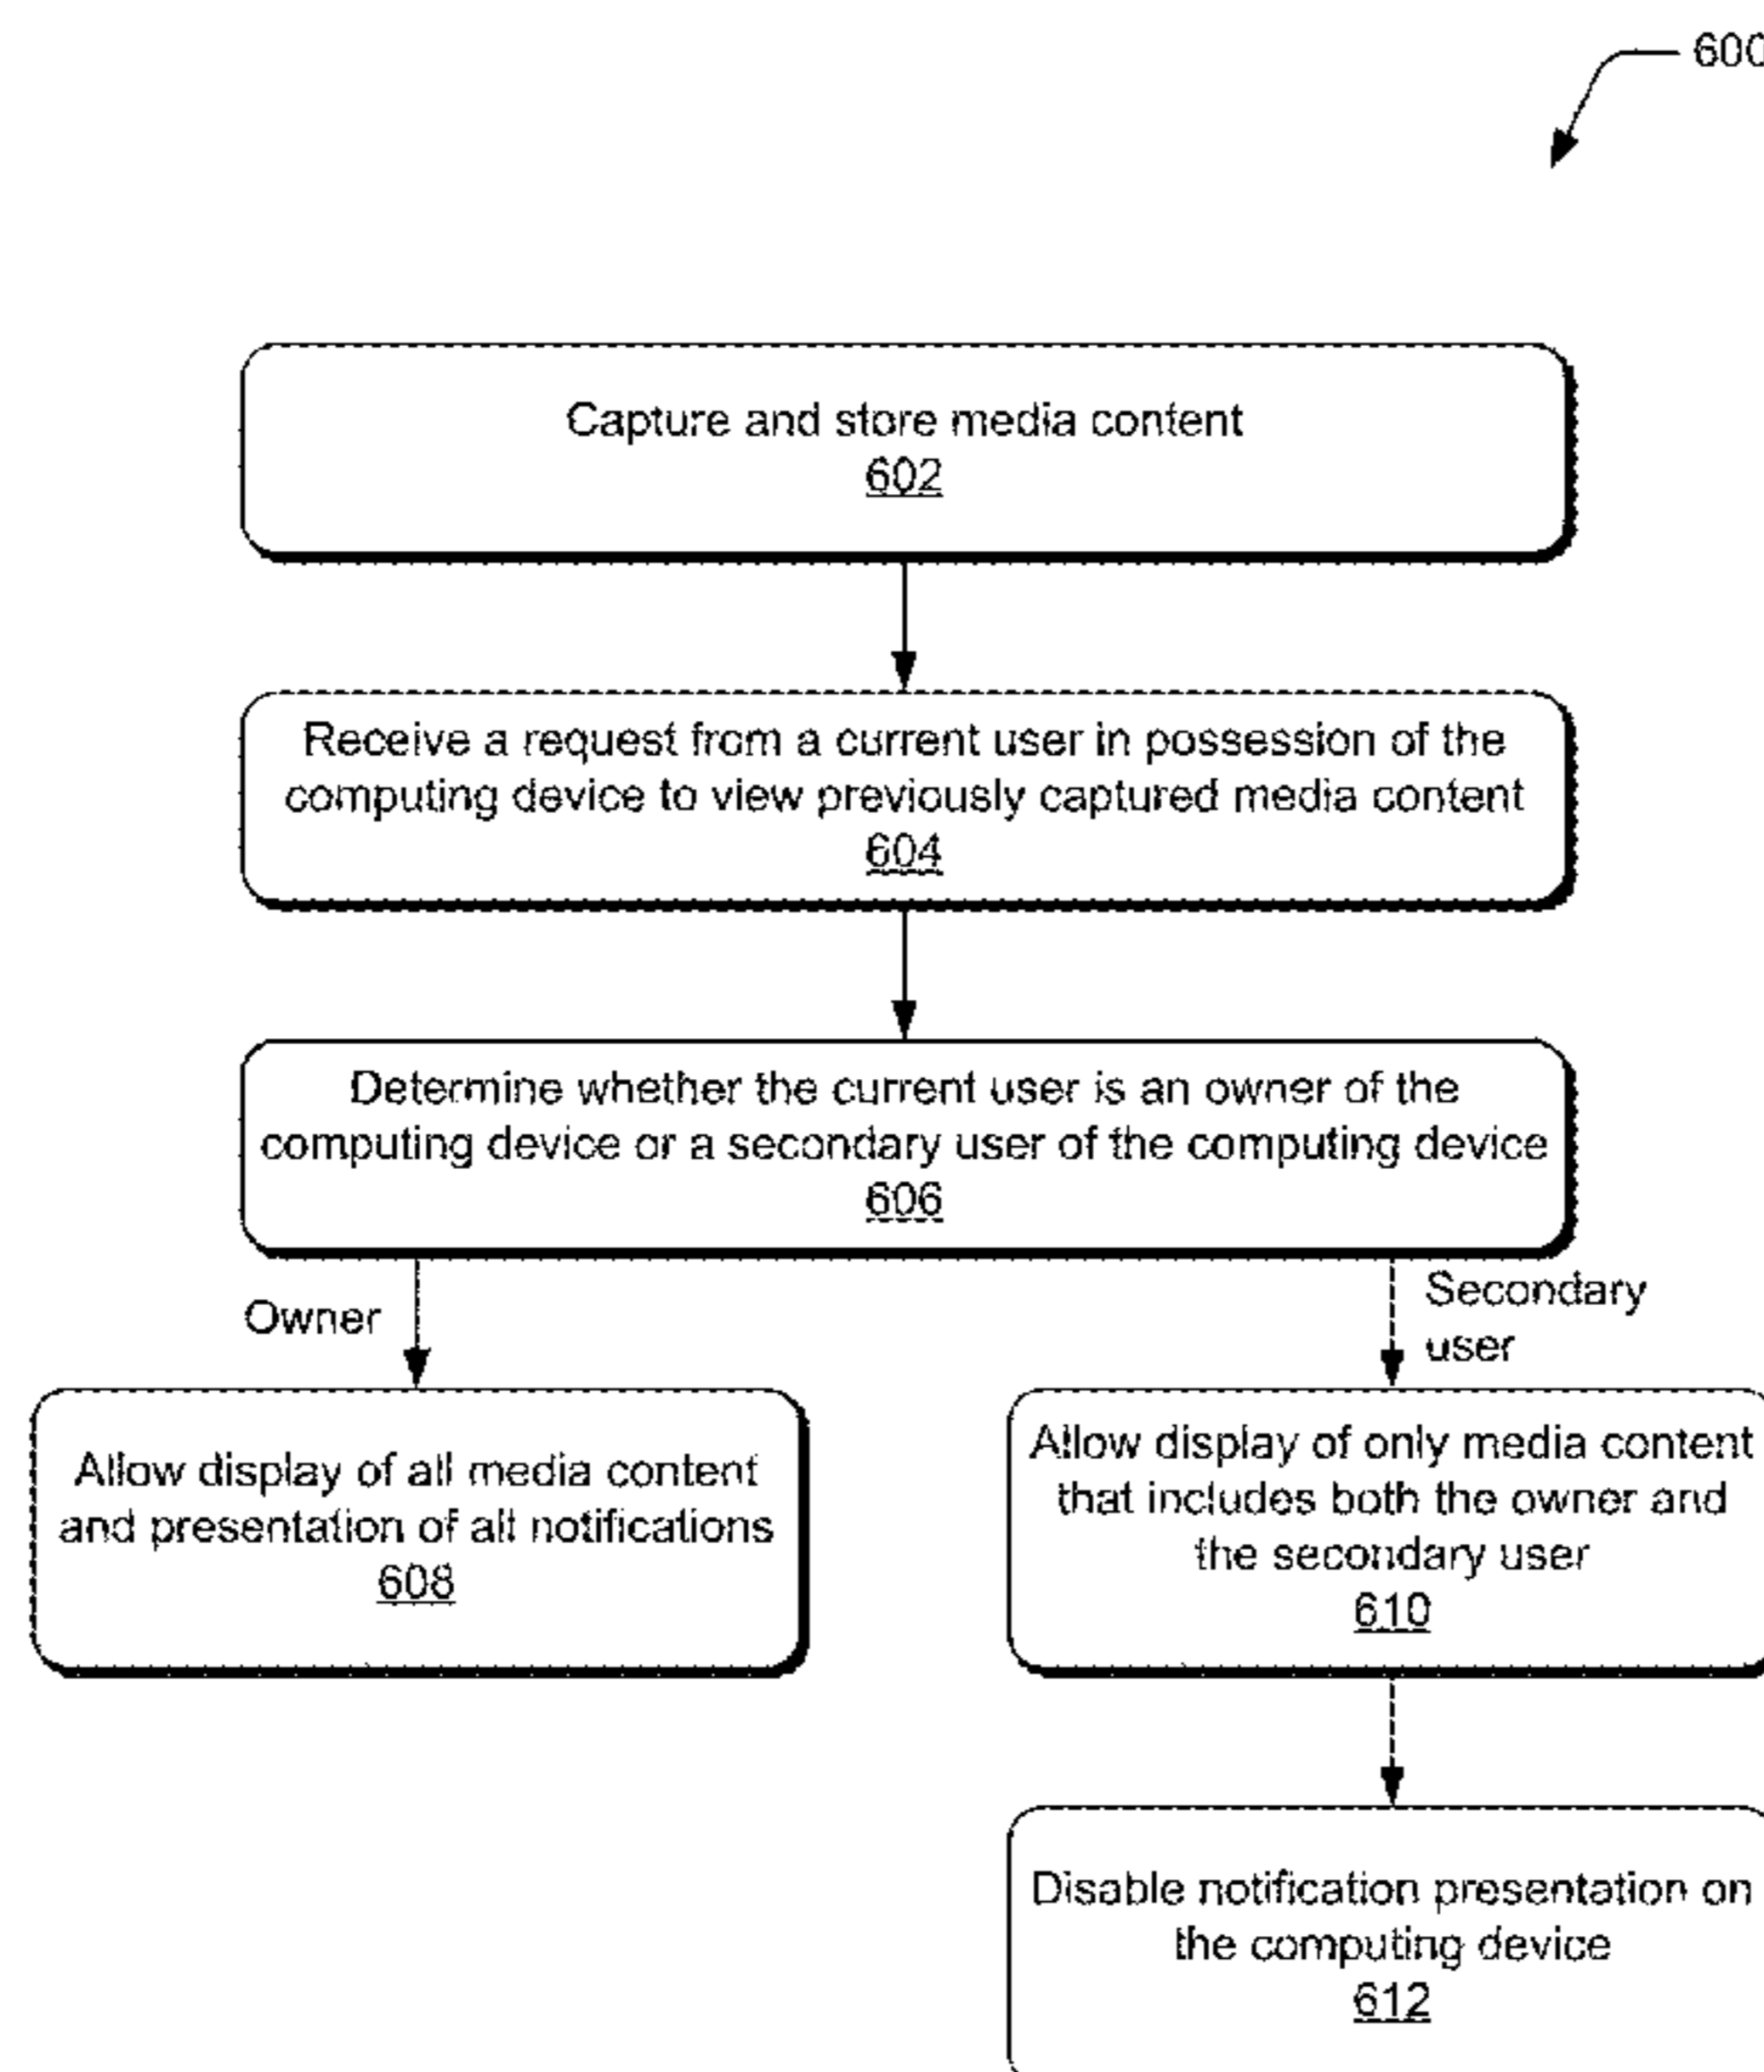 600
Capture and store media content
602
Receive a request from a current user in possession of the
computing device to view previously captured media content
604
Determine whether the current user is an owner of the
computing device or a secondary user of the computing device
606
Owner
Secondary
user
Allow display of all media content
and presentation of all notifications
608
Allow display of only media content
that includes both the owner and
the secondary user
610
Disable notification presentation on
the computing device
612